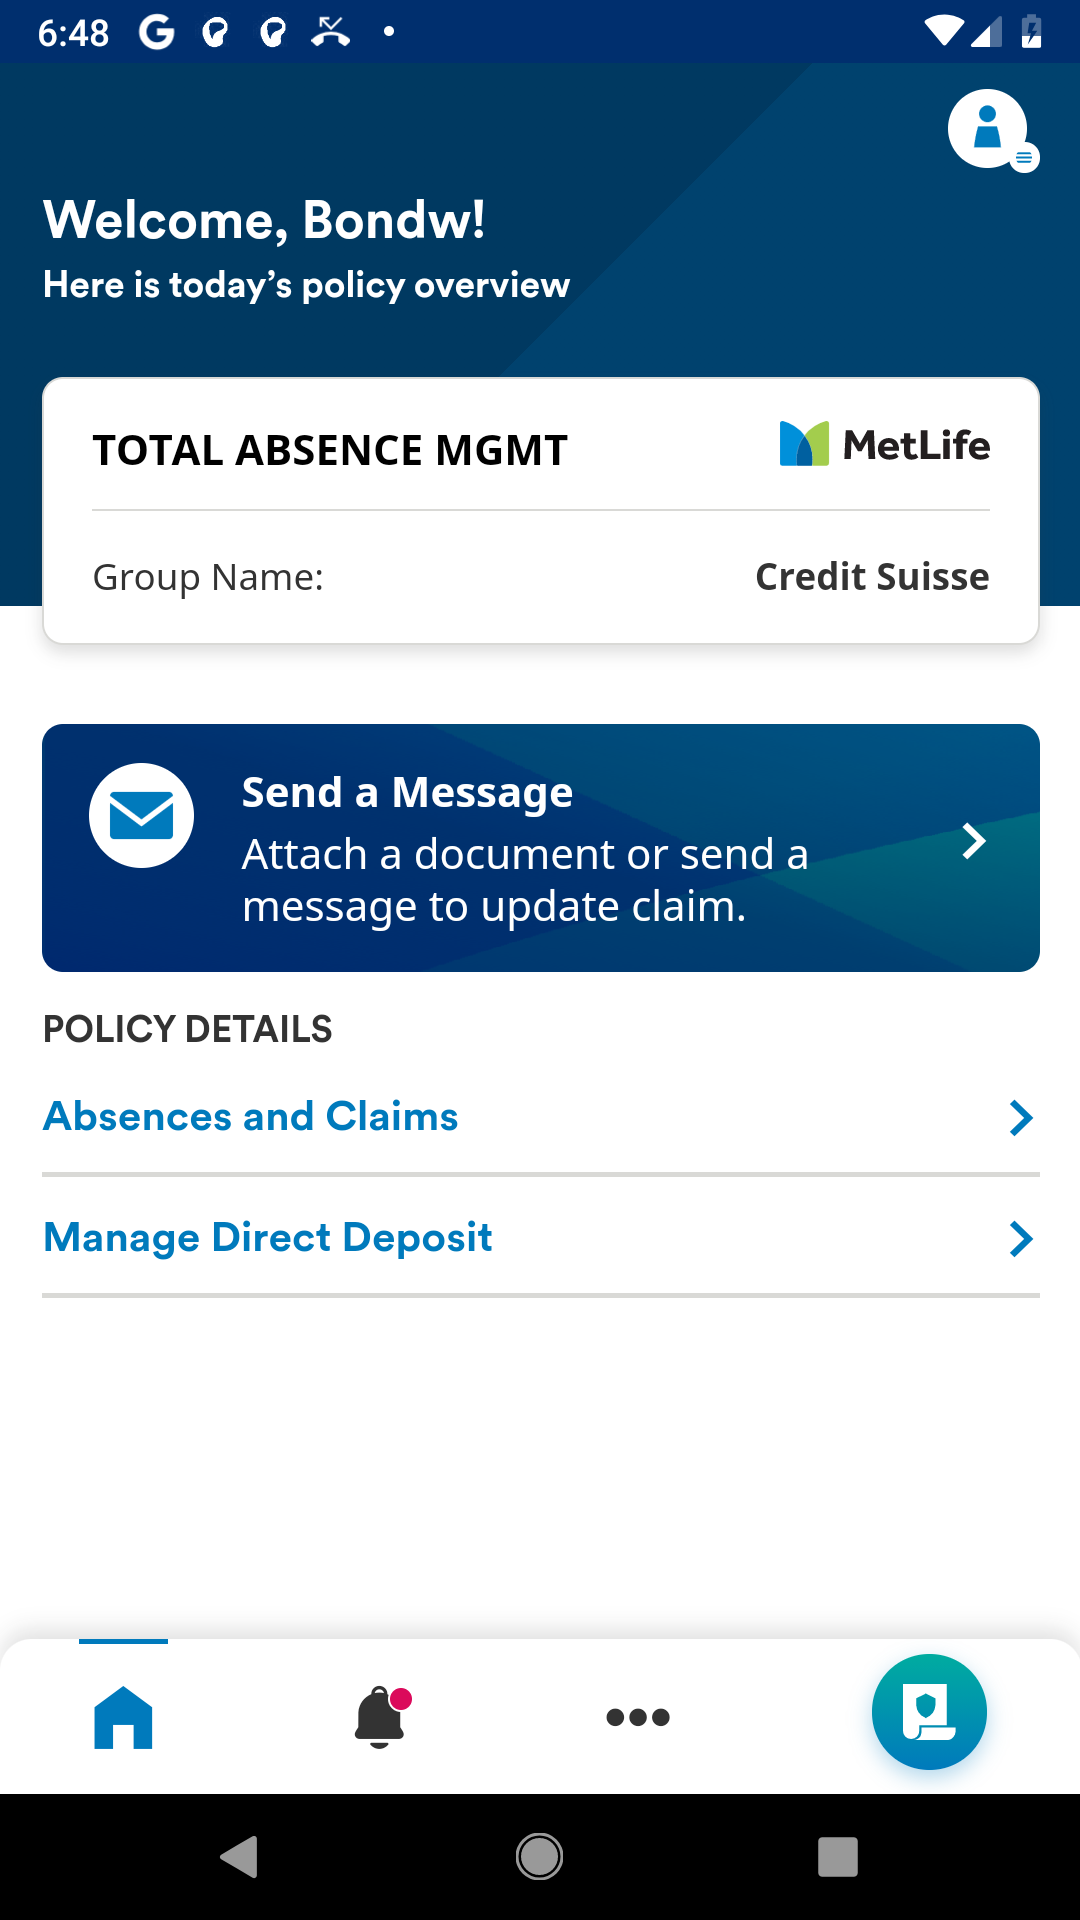 6:48
Welcome, Bondw!
Here is today’s policy overview
TOTAL ABSENCE MGMT
MetLife
Group Name:
Credit Suisse
Send a Message
Attach a document or send a
message to update claim.
POLICY DETAILS
Absences and Claims
Manage Direct Deposit